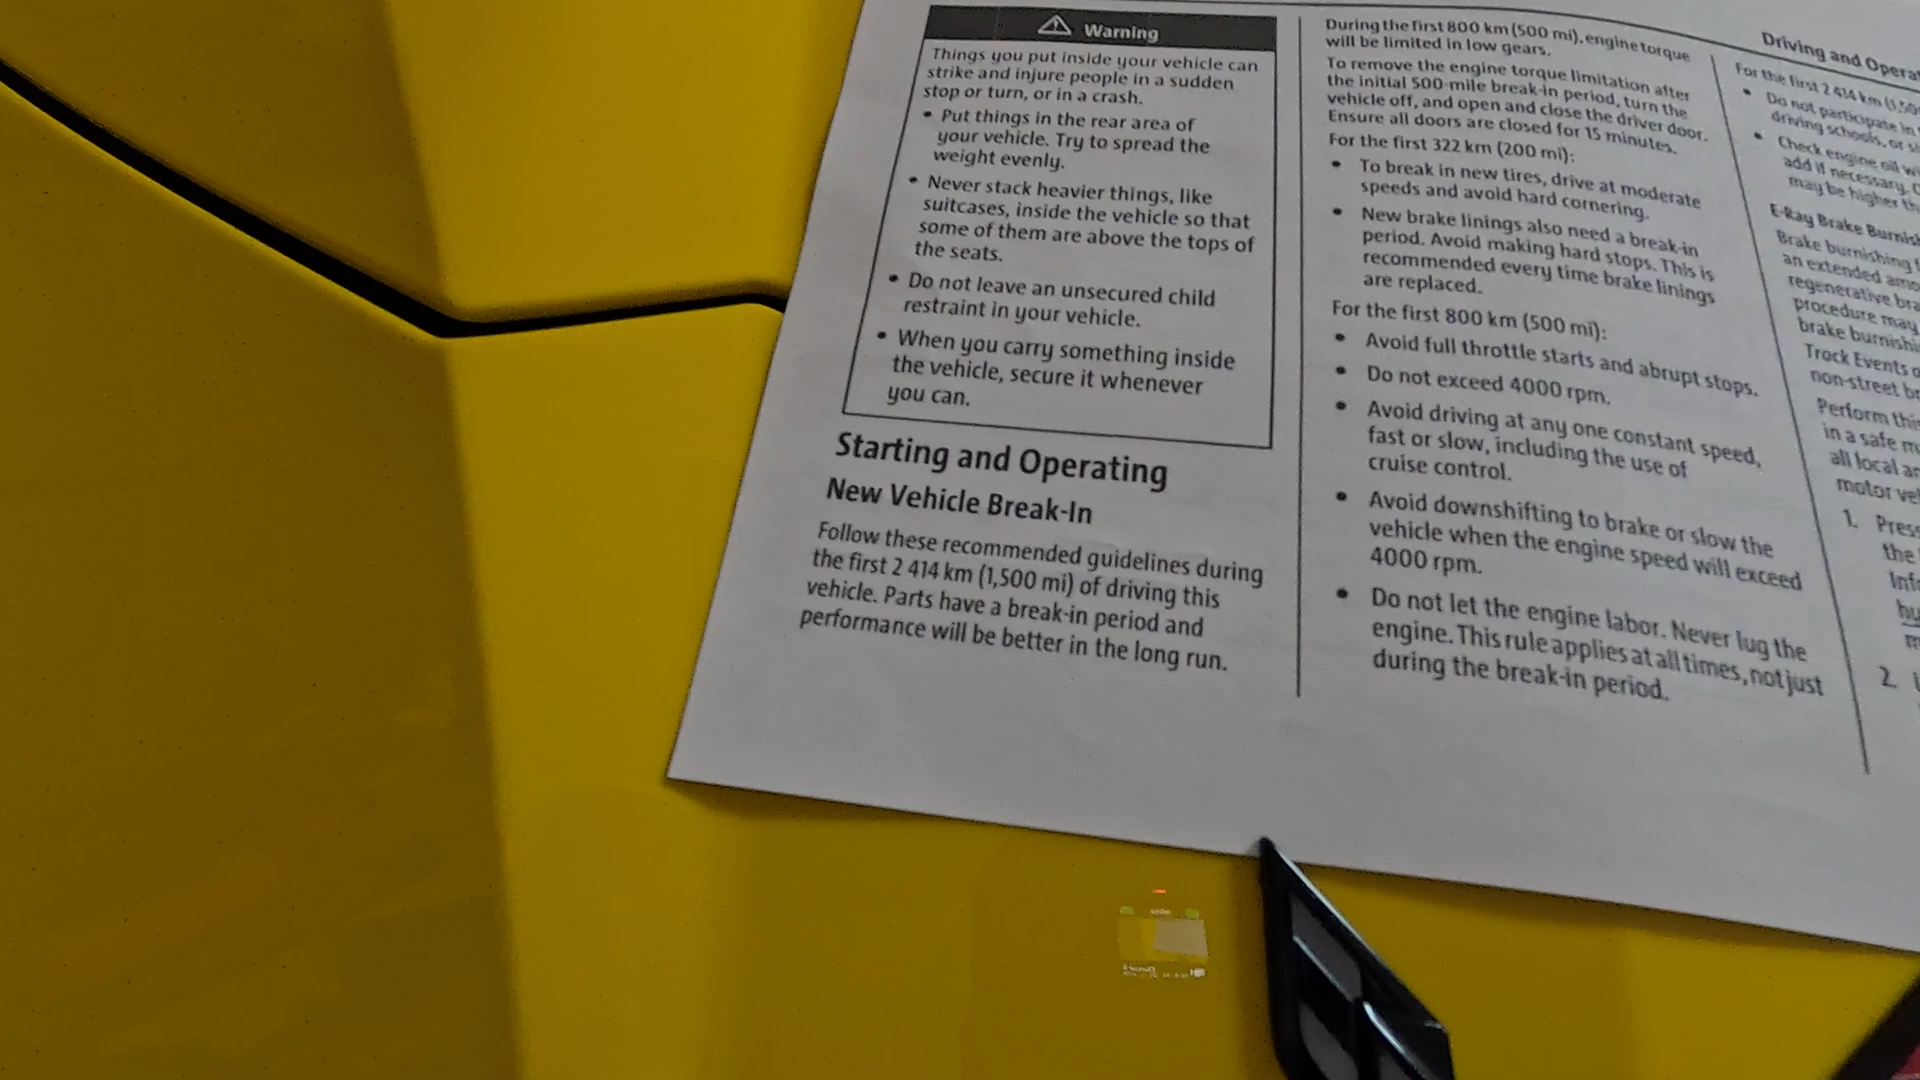 Warning
Things you put inside your vehicle can
strike and injure people in a sudden
stop or turn, or in a crash.
• Put things in the rear area of
your vehicle. Try to spread the
weight evenly.
• Never stack heavier things, like
suitcases, inside the vehicle so that
some of them are above the tops of
the seats.
• Do not leave an unsecured child
restraint in your vehicle.
• When you carry something inside
the vehicle, secure it whenever
you can.
Starting and Operating
New Vehicle Break-In
Follow these recommended guidelines during
the first 2 414 km (1,500 mi) of driving this
vehicle. Parts have a break-in period and
performance will be better in the long run.
During the first 800 km (500 mi), engine torque
will be limited in low gears.
To remove the engine torque limitation after
the initial 500-mile break-in period, turn the
vehicle off, and open and close the driver door.
Ensure all doors are closed for 15 minutes.
For the first 322 km (200 mi):
• To break in new tires, drive at moderate
speeds and avoid hard cornering.
• New brake linings also need a break-in
period. Avoid making hard stops. This is
recommended every time brake linings
are replaced.
For the first 800 km (500 mi):
• Avoid full throttle starts and abrupt stops.
• Do not exceed 4000 rpm.
• Avoid driving at any one constant speed,
fast or slow, including the use of
cruise control.
• Avoid downshifting to brake or slow the
vehicle when the engine speed will exceed
4000 rpm.
• Do not let the engine labor. Never lug the
engine. This rule applies at all times, not just
during the break-in period.
Driving and
For the first 2 414 km
• Do not participate in
driving schools, or
• Check engine oil
add if necessary.
may be higher
E-Ray Brake
Brake burnishing
an extended
regenerative
procedure may
brake
Track Events
non-street
Perform this
in a safe
all local
motor
1.
the
2.